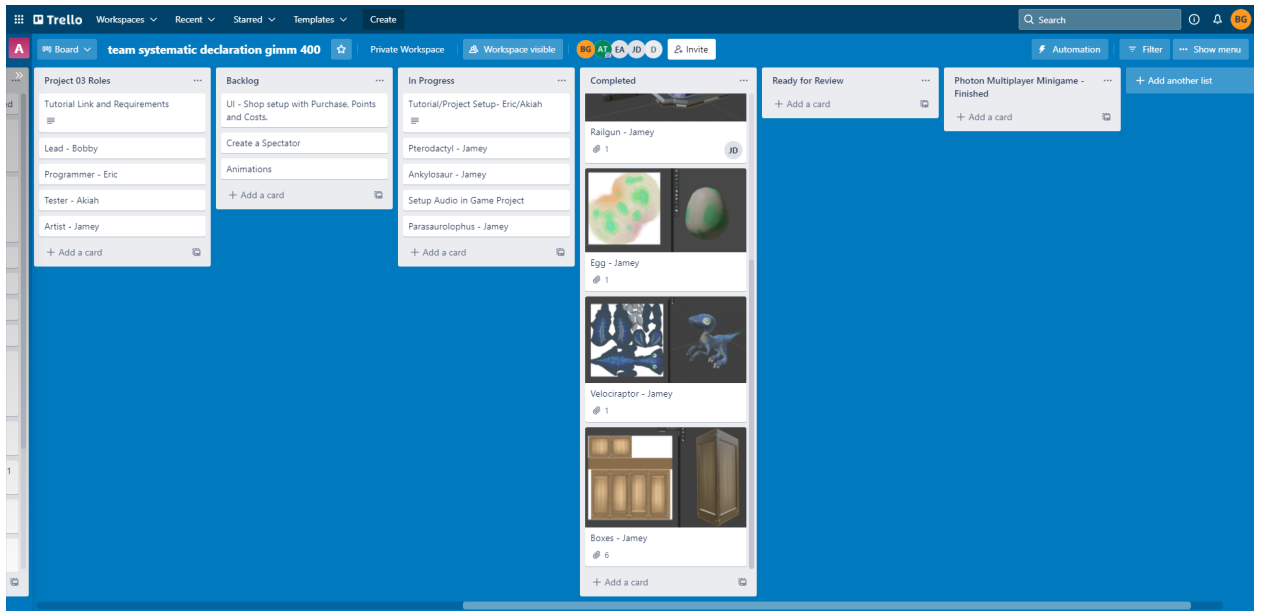 Trello
Workspaces
Recent
Starred
Templates
Create
Search
BG
A
Board
team systematic declaration gimm 400
Private Workspace
Workspace visible
BG
AT
EA
JD
D
Invite
Automation
Filter
Show menu
1
Project 03 Roles
Tutorial Link and Requirements
Lead - Bobby
Programmer - Eric
Tester - Akiah
Artist - Jamey
+ Add a card
Backlog
UI - Shop setup with Purchase, Points
and Costs.
Create a Spectator
Animations
+ Add a card
In Progress
Tutorial/Project Setup- Eric/Akiah
Pterodactyl - Jamey
Ankylosaur - Jamey
Setup Audio in Game Project
Parasaurolophus - Jamey
+ Add a card
Completed
Railgun - Jamey
1
JD
Egg - Jamey
1
Velociraptor - Jamey
1
Boxes - Jamey
6
+ Add a card
Ready for Review
+ Add a card
Photon Multiplayer Minigame -
Finished
+ Add a card
+ Add another list